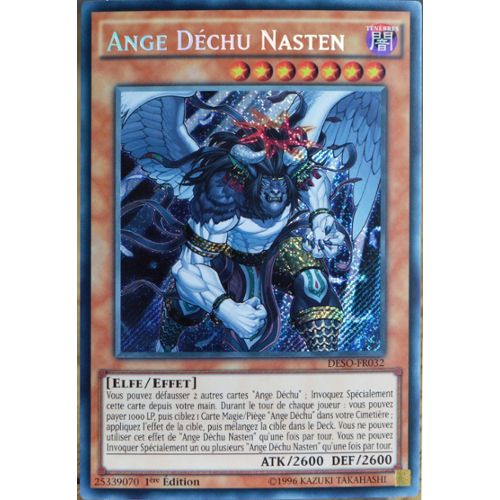 ANGE DÉCHU NASTEN
TÉNÈBRES
闇
DESO-FR032
[ELFE/EFFET]
Vous pouvez défausser 2 autres cartes "Ange Déchu" ; Invoquez Spécialement
cette carte depuis votre main. Durant le tour de chaque joueur : vous pouvez
payer 1000 LP, puis ciblez 1 Carte Magie/Piège "Ange Déchu" dans votre Cimetière ;
appliquez l'effet de la cible, puis mélangez la cible dans le Deck. Vous ne pouvez
utiliser cet effet de "Ange Déchu Nasten" qu'une fois par tour. Vous ne pouvez
Invoquer Spécialement un ou plusieurs "Ange Déchu Nasten" qu'une fois par tour.
ATK/2600 DEF/2600
25339070 1ère Édition ©1996 KAZUKI TAKAHASHI